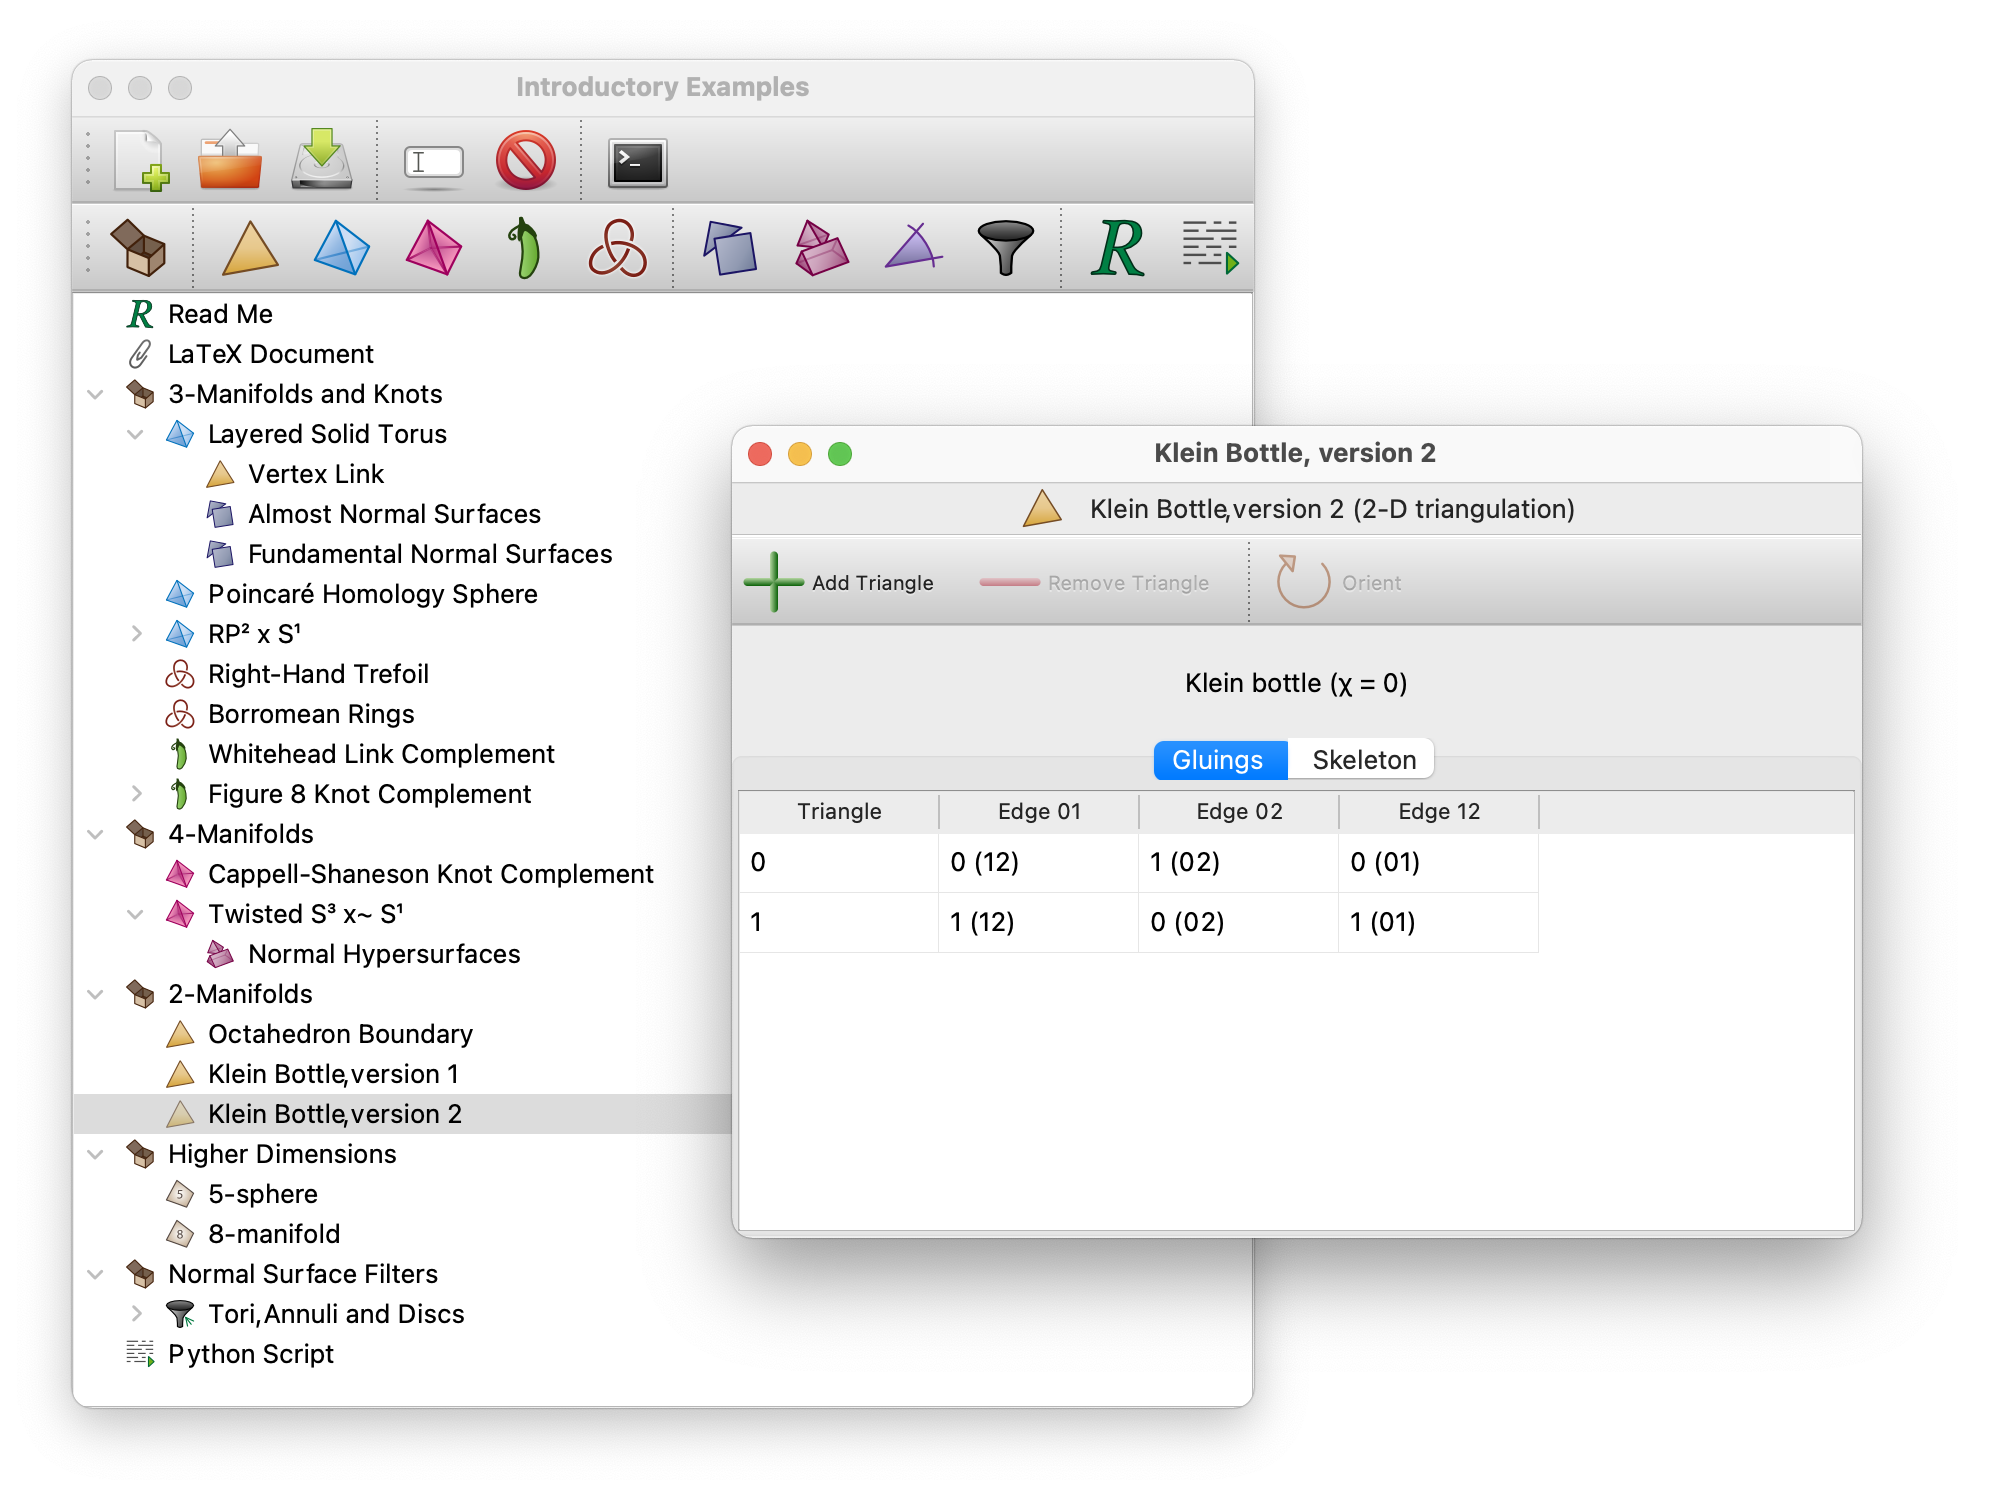 Introductory Examples
Read Me
LaTeX Document
3-Manifolds and Knots
Layered Solid Torus
Vertex Link
Almost Normal Surfaces
Fundamental Normal Surfaces
Poincaré Homology Sphere
RP² x S¹
Right-Hand Trefoil
Borromean Rings
Whitehead Link Complement
Figure 8 Knot Complement
4-Manifolds
Cappell-Shaneson Knot Complement
Twisted S³ x~ S¹
Normal Hypersurfaces
2-Manifolds
Octahedron Boundary
Klein Bottle, version 1
Klein Bottle, version 2
Higher Dimensions
5 5-sphere
8 8-manifold
Normal Surface Filters
Tori, Annuli and Discs
Python Script
Klein Bottle, version 2
Klein Bottle, version 2 (2-D triangulation)
Add Triangle Remove Triangle Orient
Klein bottle (χ = 0)
Gluings Skeleton
Triangle Edge 01 Edge 02 Edge 12
0 0 (12) 1 (02) 0 (01)
1 1 (12) 0 (02) 1 (01)